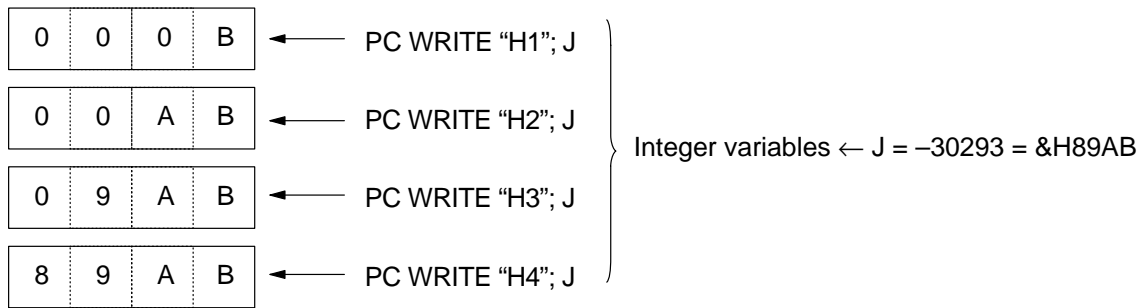 0 0 0 B PC WRITE “H1”; J
0 0 A B PC WRITE “H2”; J
Integer variables ← J = –30293 = &H89AB
0 9 A B PC WRITE “H3”; J
8 9 A B PC WRITE “H4”; J